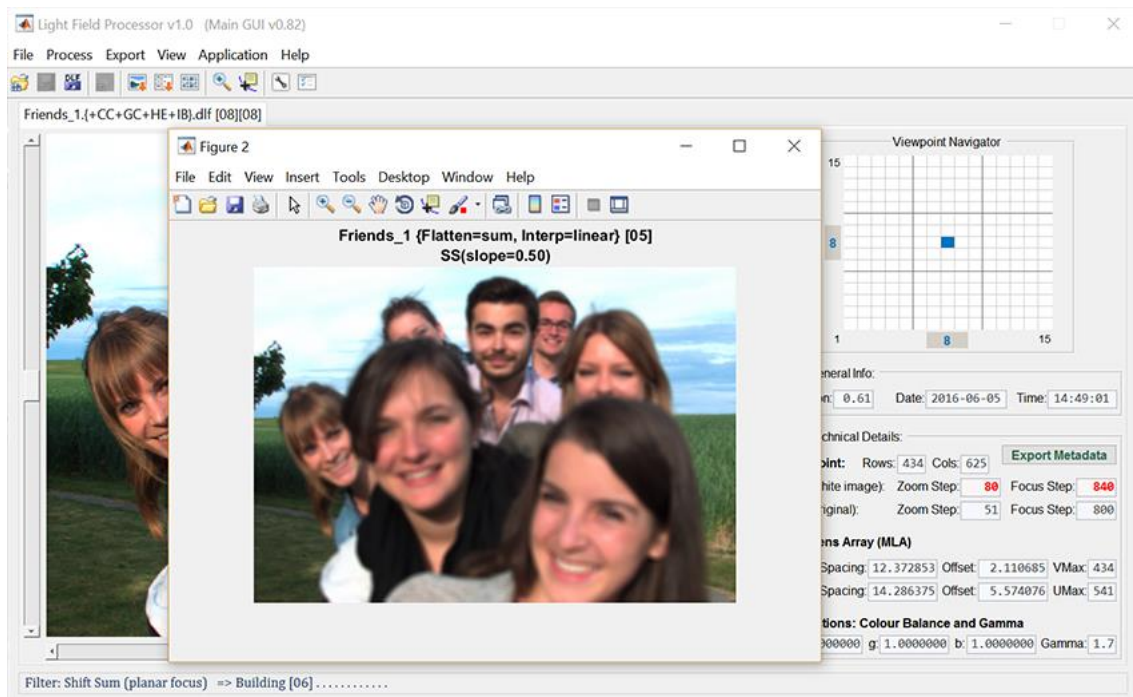 Light Field Processor v1.0 (Main GUI v0.82)
File Process Export View Application Help
DLF
Friends_1.{+CC+GC+HE+IB}.dlf [08][08]
Figure 2
File Edit View Insert Tools Desktop Window Help
Friends_1 {Flatten=sum, Interp=linear} [05]
SS(slope=0.50)
Viewpoint Navigator
15
8
1 8 15
eneral Info:
n: 0.61 Date: 2016-06-05 Time: 14:49:01
chnical Details:
oint: Rows: 434 Cols: 625 Export Metadata
hite image): Zoom Step: 80 Focus Step: 840
riginal): Zoom Step: 51 Focus Step: 800
ens Array (MLA)
Spacing: 12.372853 Offset: 2.110685 VMax: 434
Spacing: 14.286375 Offset: 5.574076 UMax: 541
tions: Colour Balance and Gamma
000000 g: 1.0000000 b: 1.0000000 Gamma: 1.7
Filter: Shift Sum (planar focus) => Building [06] . . . . . . . . . . . .